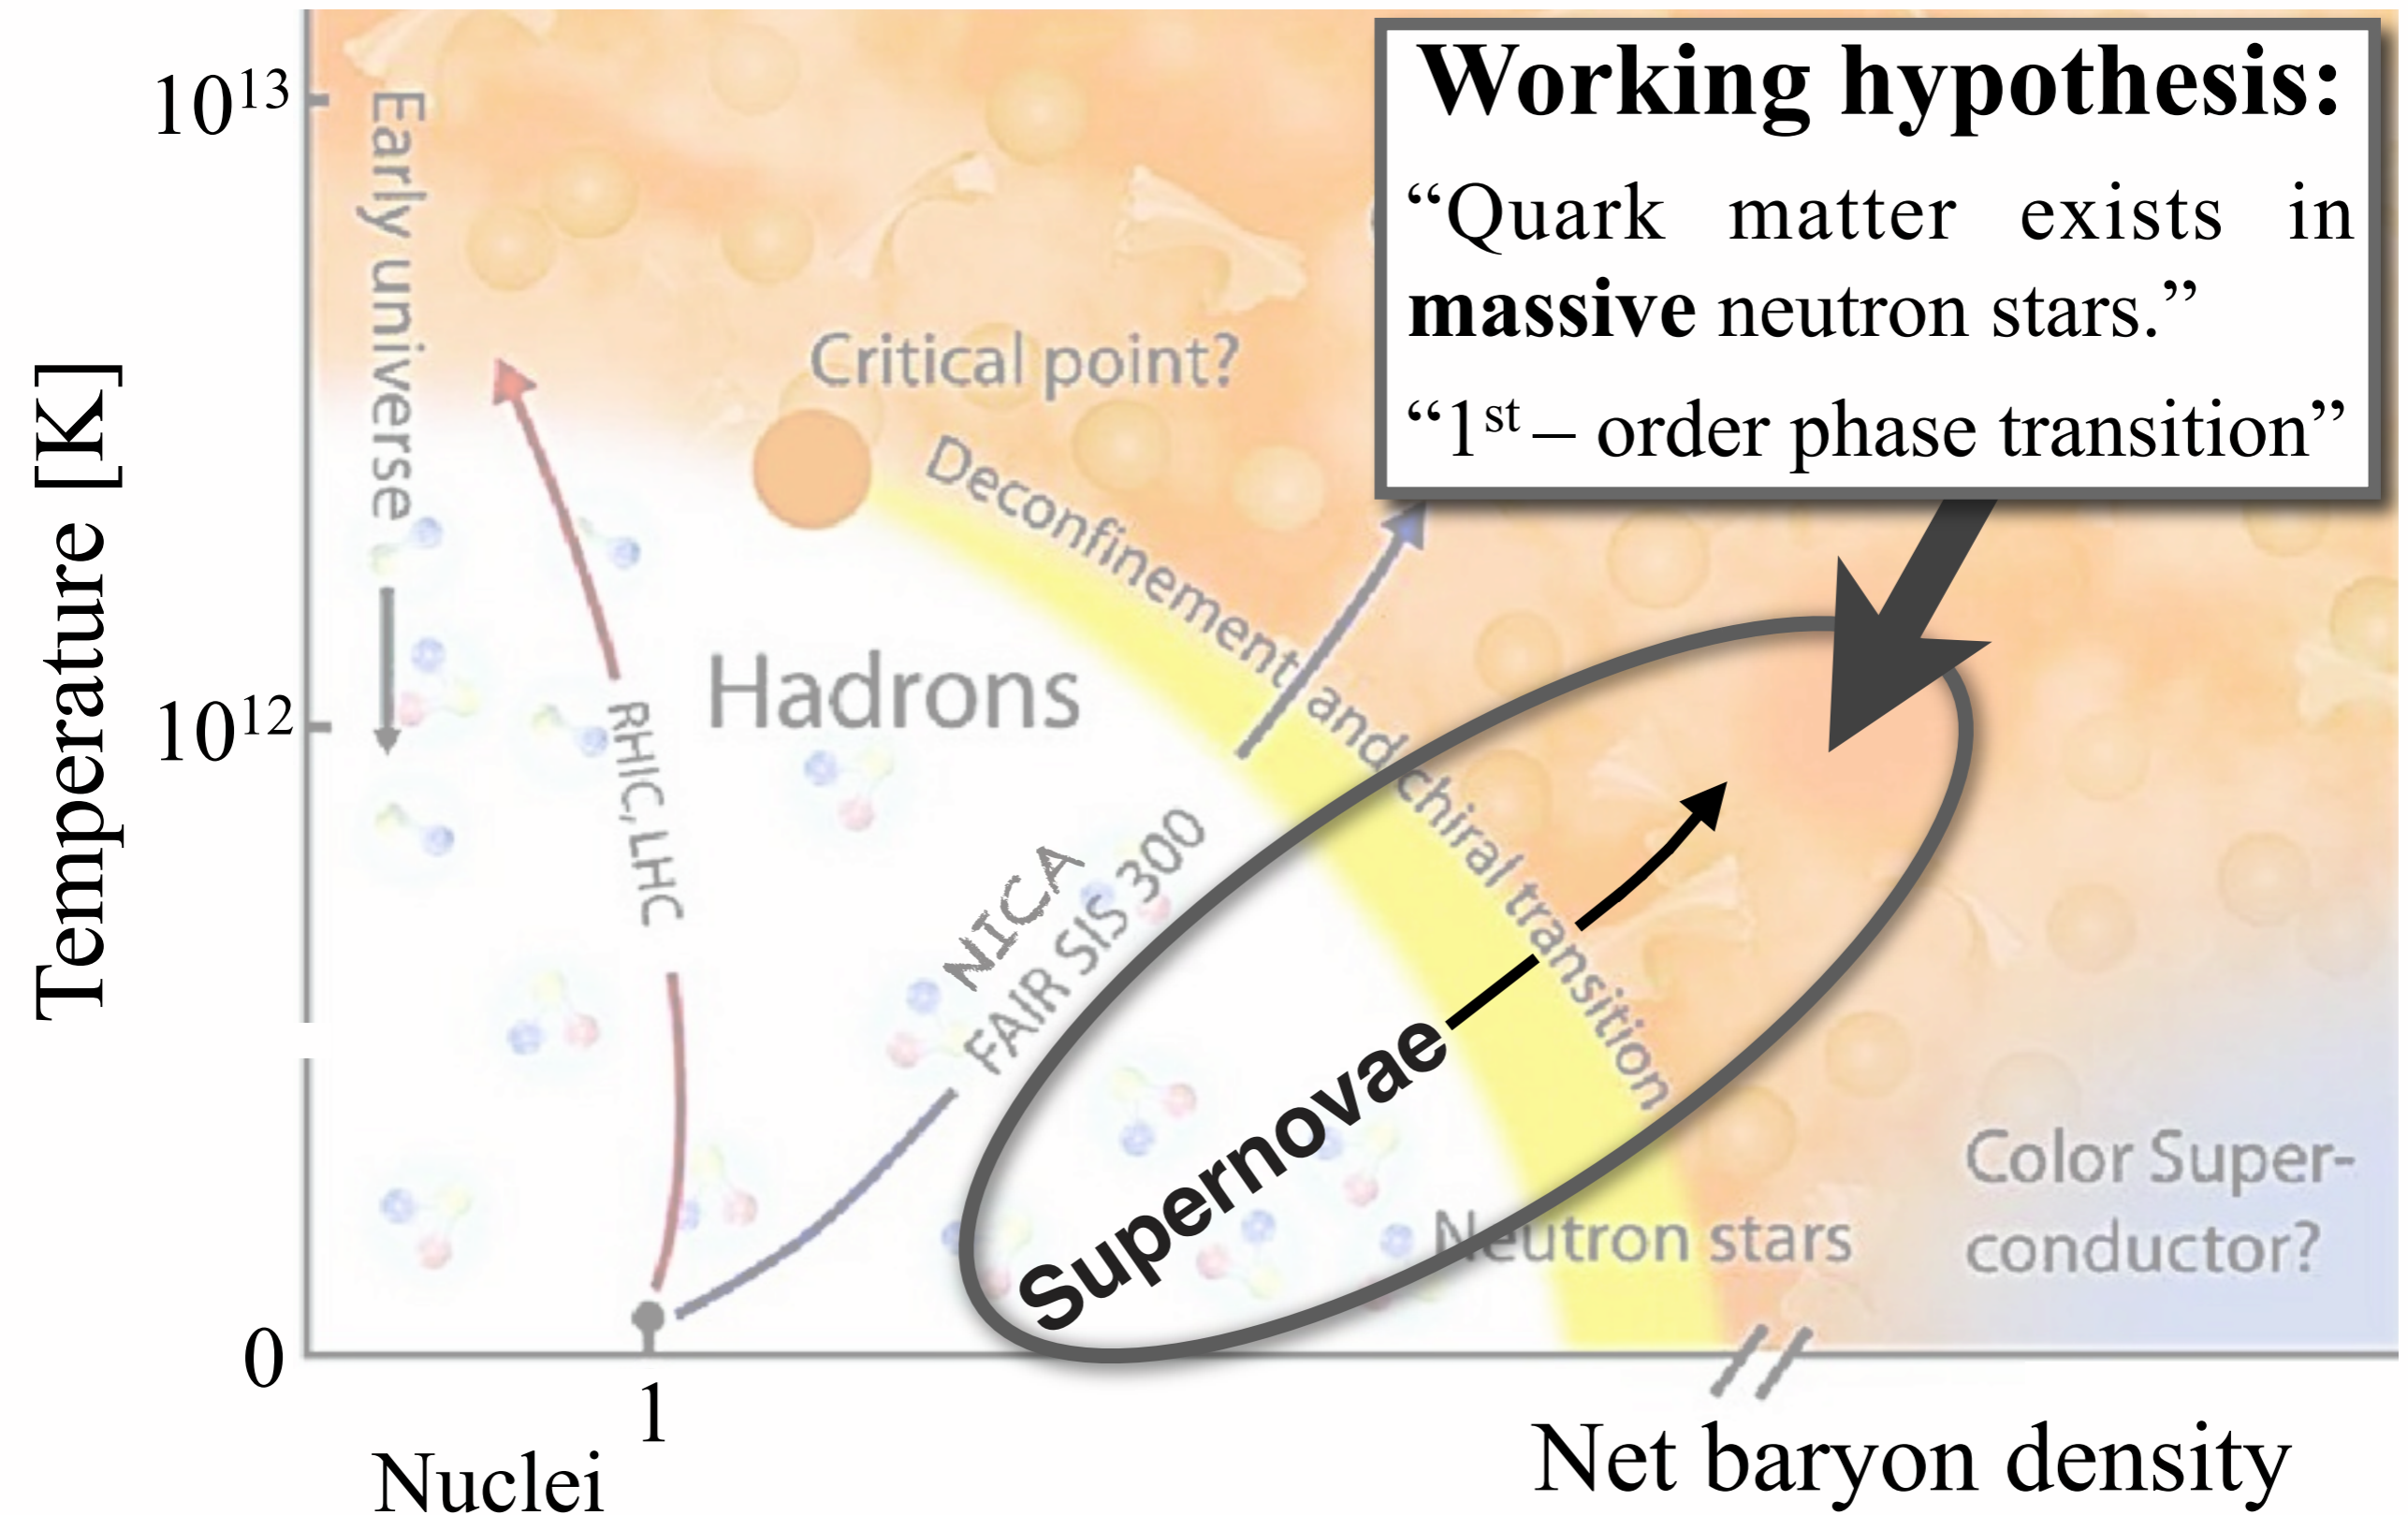 10¹³
Early universe
Working hypothesis:
“Quark matter exists in
massive neutron stars.”
“1ˢᵗ – order phase transition”
Critical point?
Deconfinement and chiral transition
Temperature [K]
Hadrons
10¹²
RHIC, LHC
NICA
FAIR SIS 300
Supernovae
Neutron stars
Color Super-
conductor?
0
1
Nuclei
Net baryon density